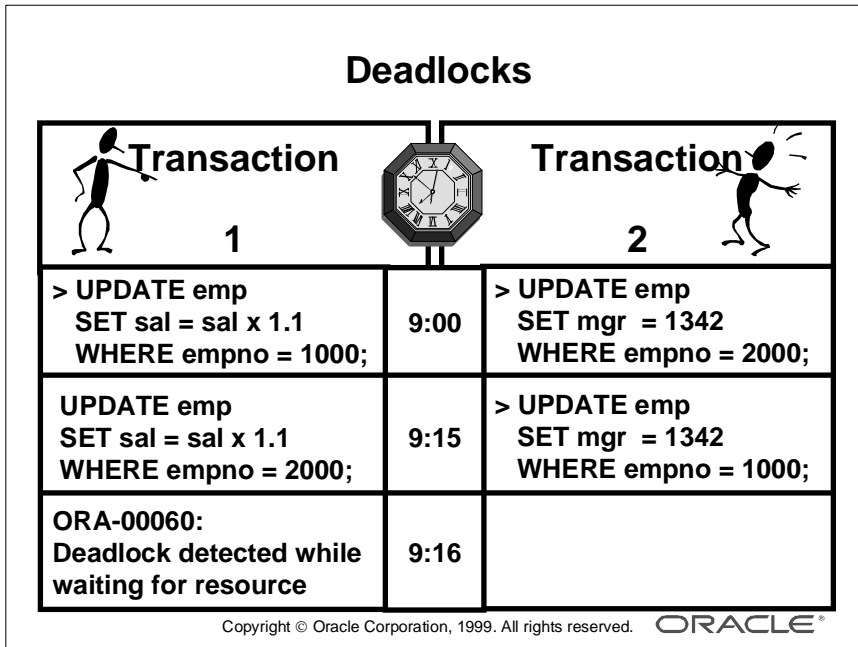 Deadlocks
Transaction
1
Transaction
2
> UPDATE emp
SET sal = sal x 1.1
WHERE empno = 1000;
9:00
> UPDATE emp
SET mgr = 1342
WHERE empno = 2000;
UPDATE emp
SET sal = sal x 1.1
WHERE empno = 2000;
9:15
> UPDATE emp
SET mgr = 1342
WHERE empno = 1000;
ORA-00060:
Deadlock detected while
waiting for resource
9:16
Copyright © Oracle Corporation, 1999. All rights reserved. ORACLE®